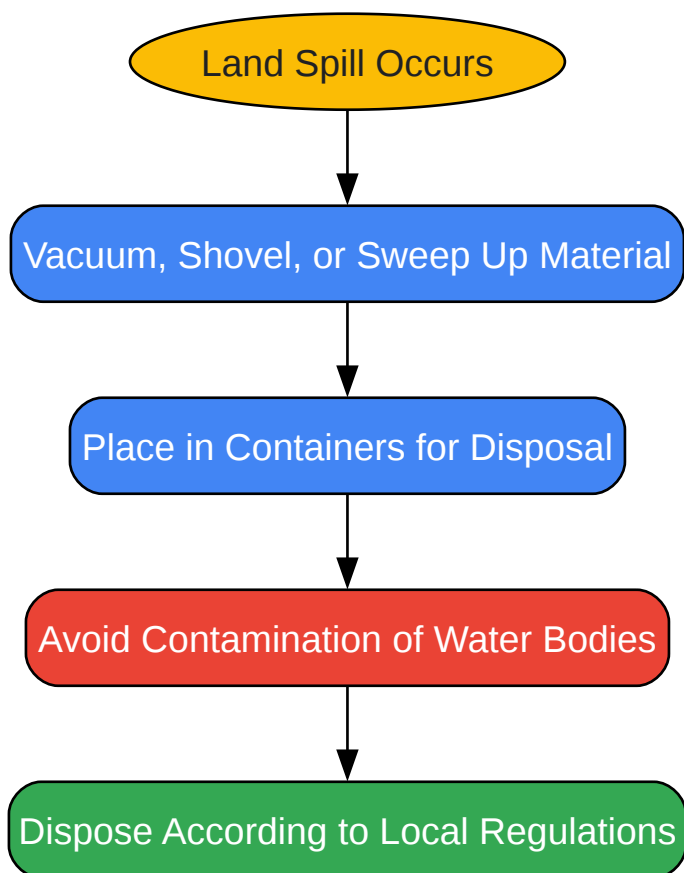 Land Spill Occurs
Vacuum, Shovel, or Sweep Up Material
Place in Containers for Disposal
Avoid Contamination of Water Bodies
Dispose According to Local Regulations